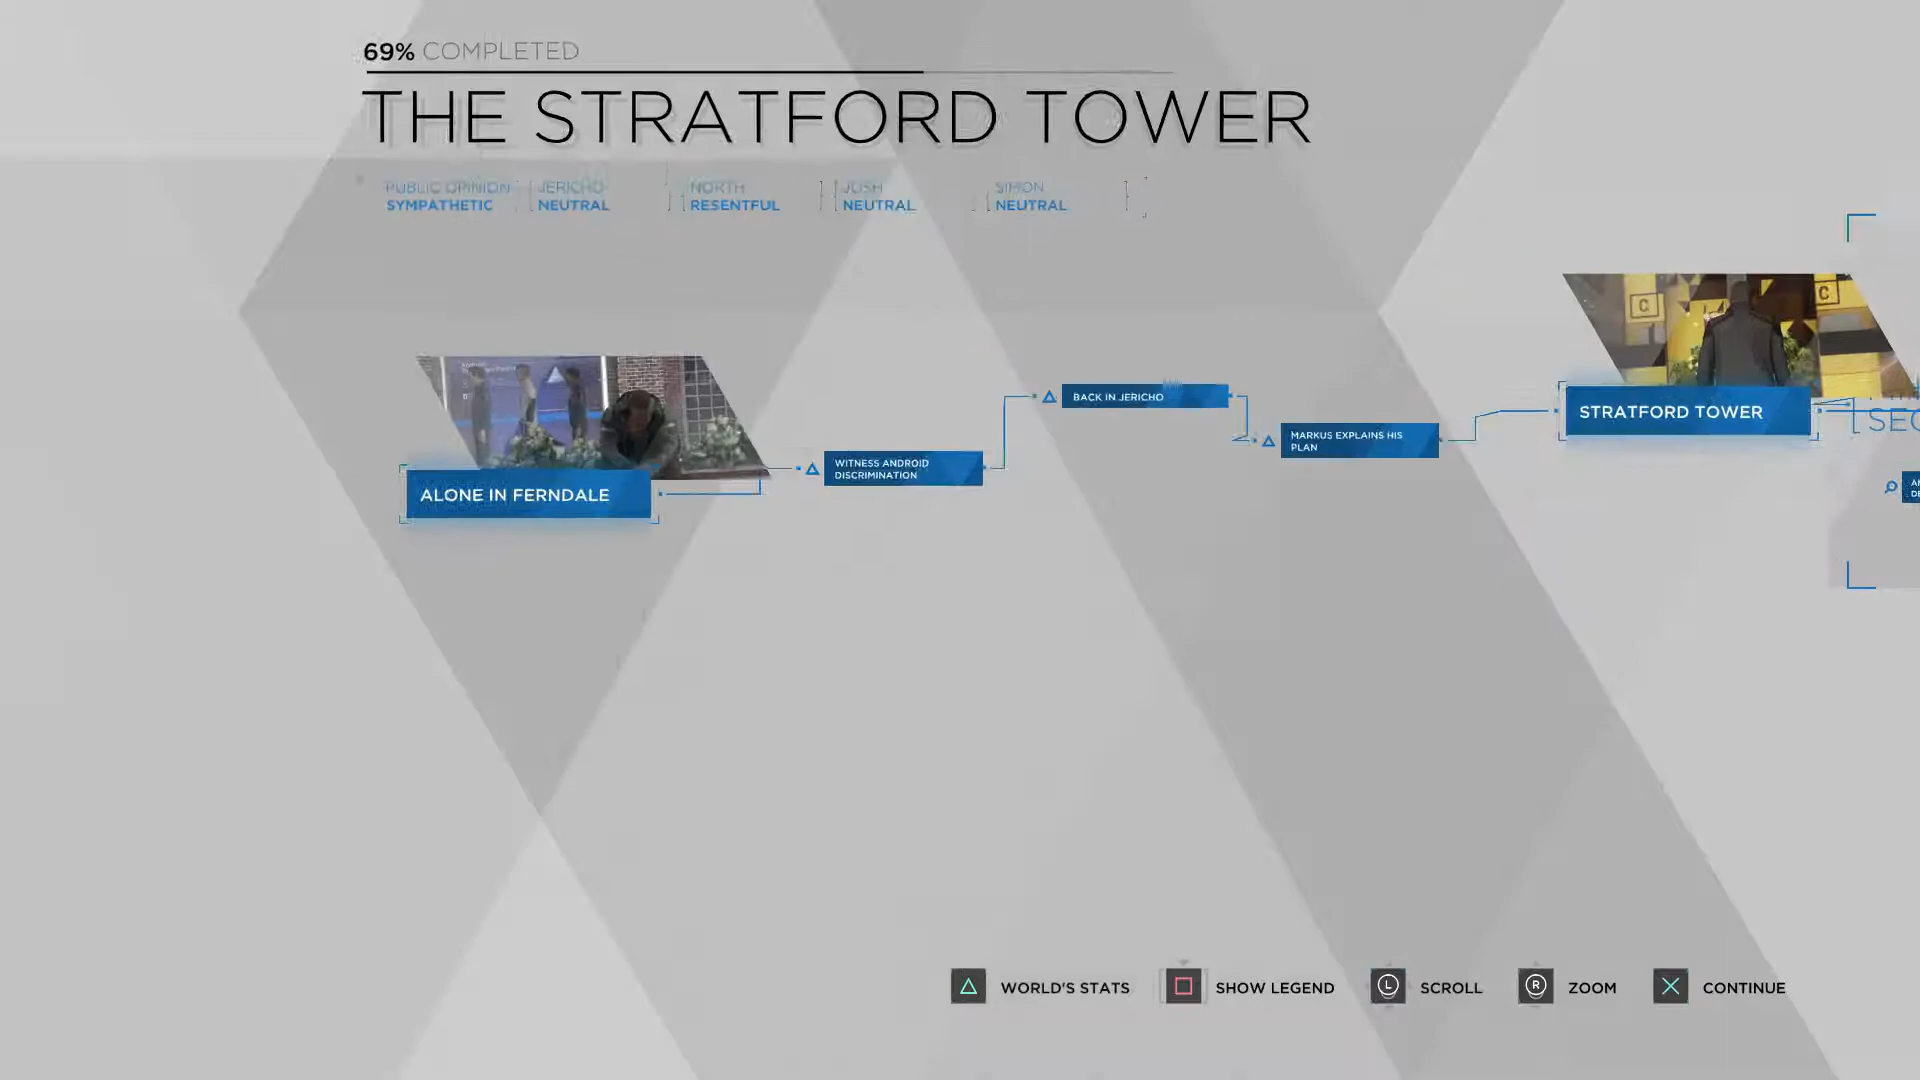 69% COMPLETED
THE STRATFORD TOWER
PUBLIC OPINION
SYMPATHETIC
JERICHO
NEUTRAL
NORTH
RESENTFUL
JOSH
NEUTRAL
SIMON
NEUTRAL
C
C
BACK IN JERICHO
STRATFORD TOWER
MARKUS EXPLAINS HIS
PLAN
WITNESS ANDROID
DISCRIMINATION
ALONE IN FERNDALE
WORLD'S STATS
SHOW LEGEND
L
SCROLL
R
ZOOM
CONTINUE